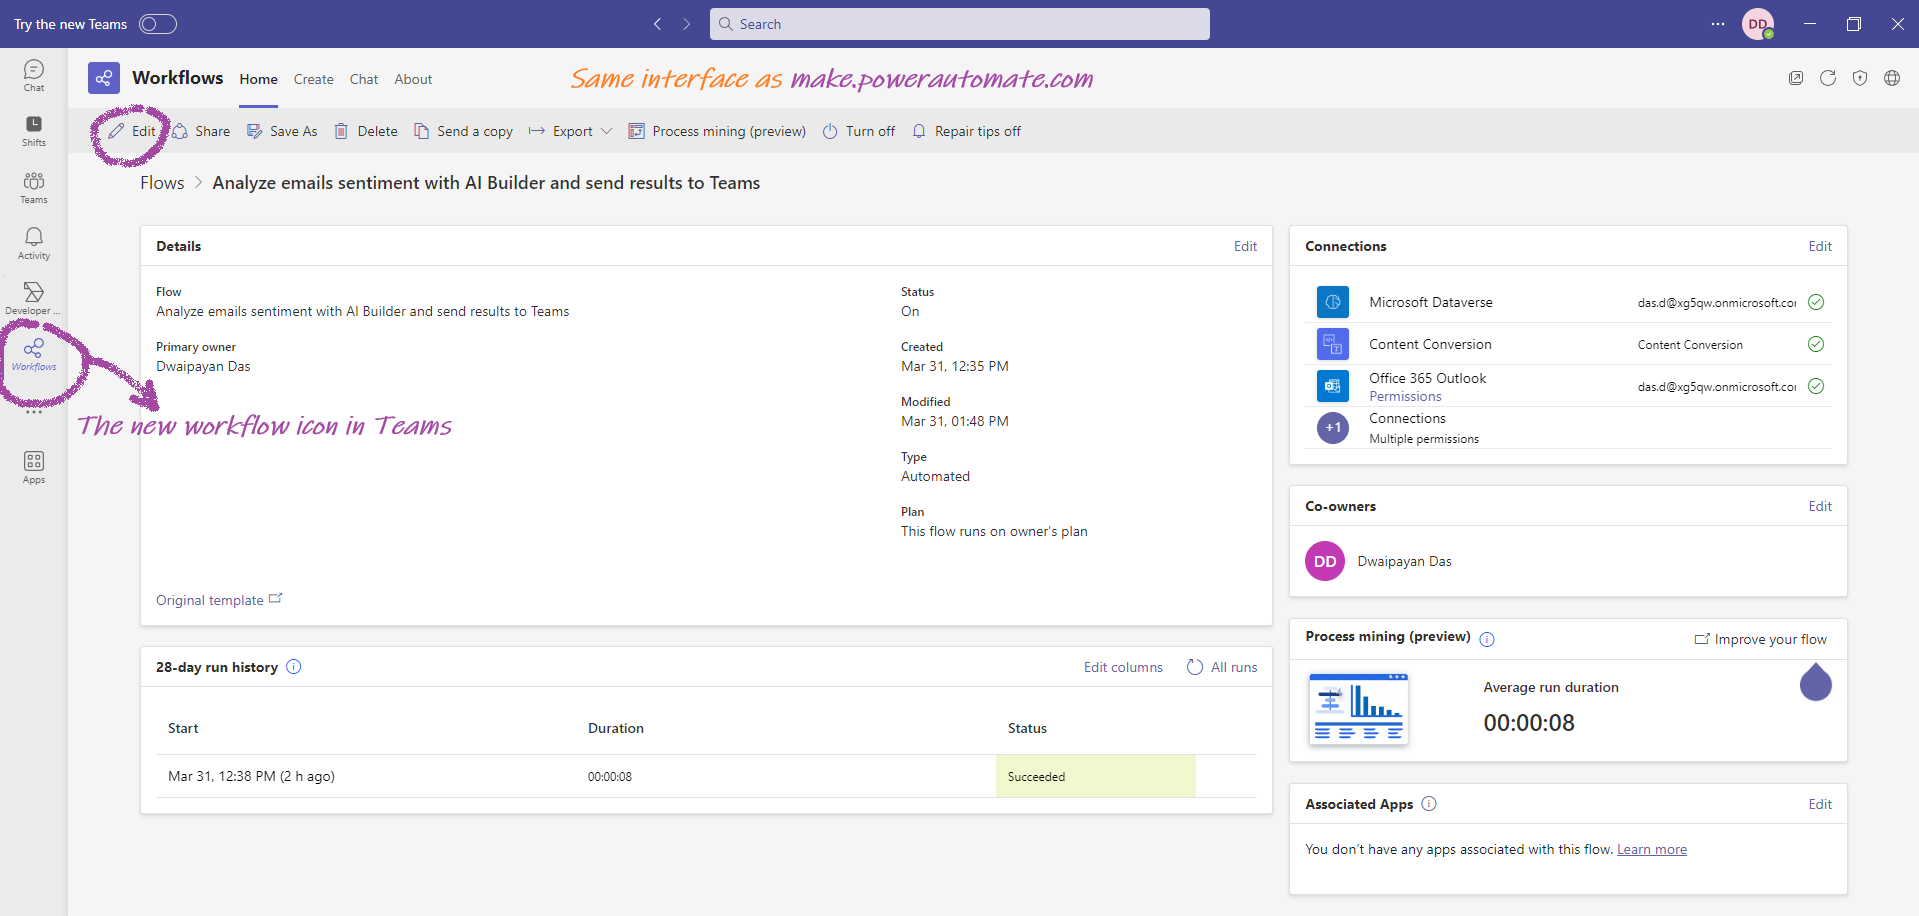 Try the new Teams
Search
DD
Chat
Shifts
Teams
Activity
Developer ...
Workflows
Apps
Workflows Home Create Chat About
Same interface as make.powerautomate.com
Edit Share Save As Delete Send a copy Export Process mining (preview) Turn off Repair tips off
Flows > Analyze emails sentiment with AI Builder and send results to Teams
The new workflow icon in Teams
Details Edit
Flow
Analyze emails sentiment with AI Builder and send results to Teams
Primary owner
Dwaipayan Das
Status
On
Created
Mar 31, 12:35 PM
Modified
Mar 31, 01:48 PM
Type
Automated
Plan
This flow runs on owner's plan
Original template
28-day run history Edit columns All runs
Start Duration Status
Mar 31, 12:38 PM (2 h ago) 00:00:08 Succeeded
Connections Edit
Microsoft Dataverse das.d@xg5qw.onmicrosoft.co
Content Conversion Content Conversion
Office 365 Outlook das.d@xg5qw.onmicrosoft.co
Permissions
+1 Connections
Multiple permissions
Co-owners Edit
DD Dwaipayan Das
Process mining (preview) Improve your flow
Average run duration
00:00:08
Associated Apps Edit
You don't have any apps associated with this flow. Learn more